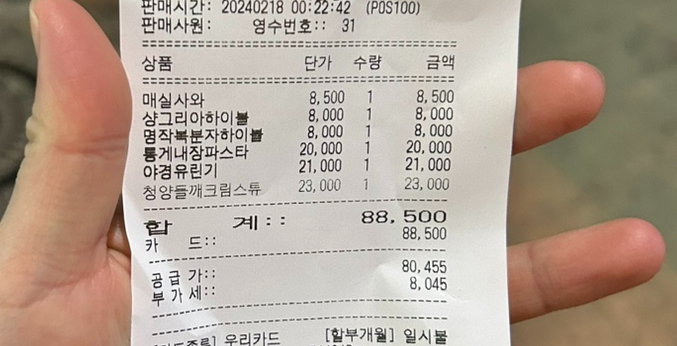 판매시간: 20240218 00:22:42 (POS100)
판매사원: 영수번호:: 31
상품 단가 수량 금액
매실사와 8,500 1 8,500
상그리아하이볼 8,000 1 8,000
명작복분자하이볼 8,000 1 8,000
통게내장파스타 20,000 1 20,000
야경유린기 21,000 1 21,000
청양들깨크림스튜 23,000 1 23,000
합 계:: 88,500
카 드:: 88,500
공급가:: 80,455
부가세:: 8,045
우리카드 [할부개월] 일시불